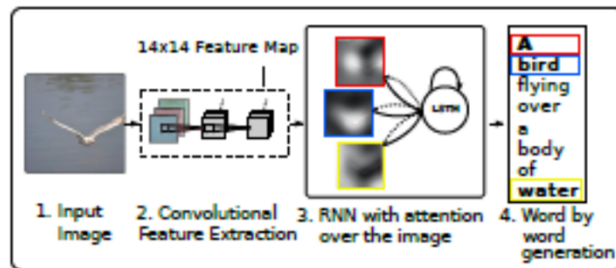 14x14 Feature Map
LSTM
A
bird
flying
over
a
body
of
water
1. Input
Image
2. Convolutional
Feature Extraction
3. RNN with attention
over the image
4. Word by
word
generation